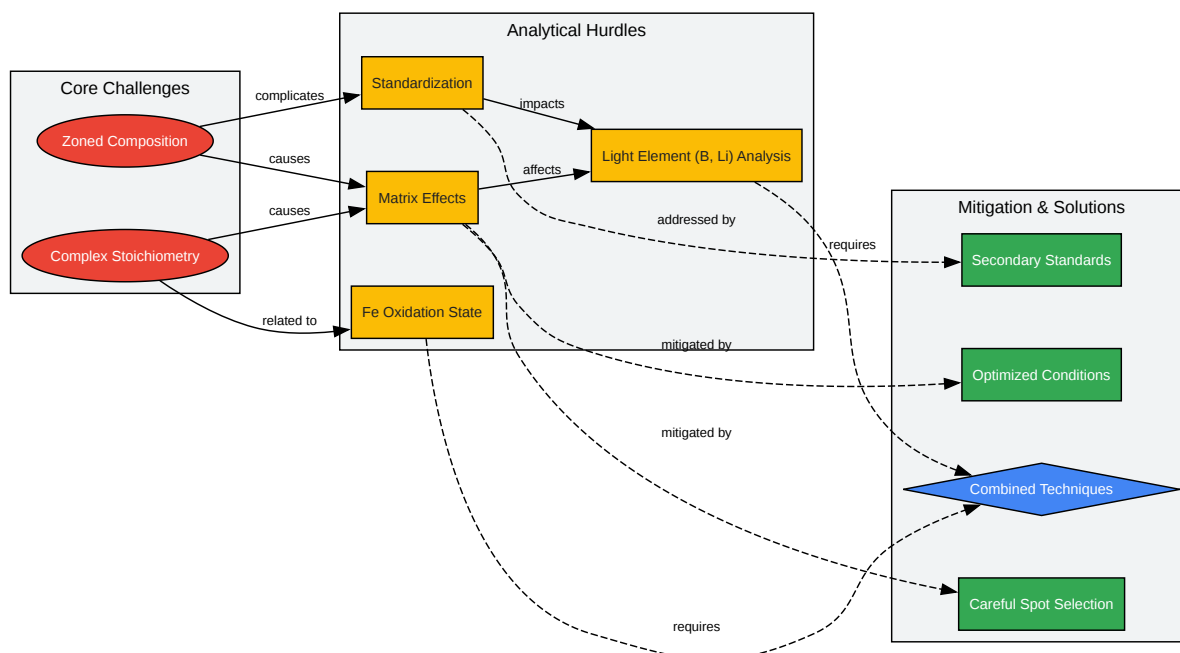 Core Challenges
Zoned Composition
Complex Stoichiometry
complicates
causes
causes
related to
Analytical Hurdles
Standardization
Matrix Effects
Fe Oxidation State
impacts
affects
Light Element (B, Li) Analysis
addressed by
requires
mitigated by
mitigated by
requires
Mitigation & Solutions
Secondary Standards
Optimized Conditions
Combined Techniques
Careful Spot Selection